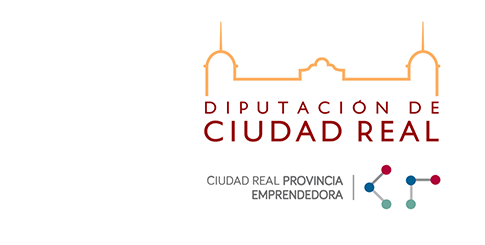 DIPUTACIÓN DE
CIUDAD REAL
CIUDAD REAL PROVINCIA
EMPRENDEDORA